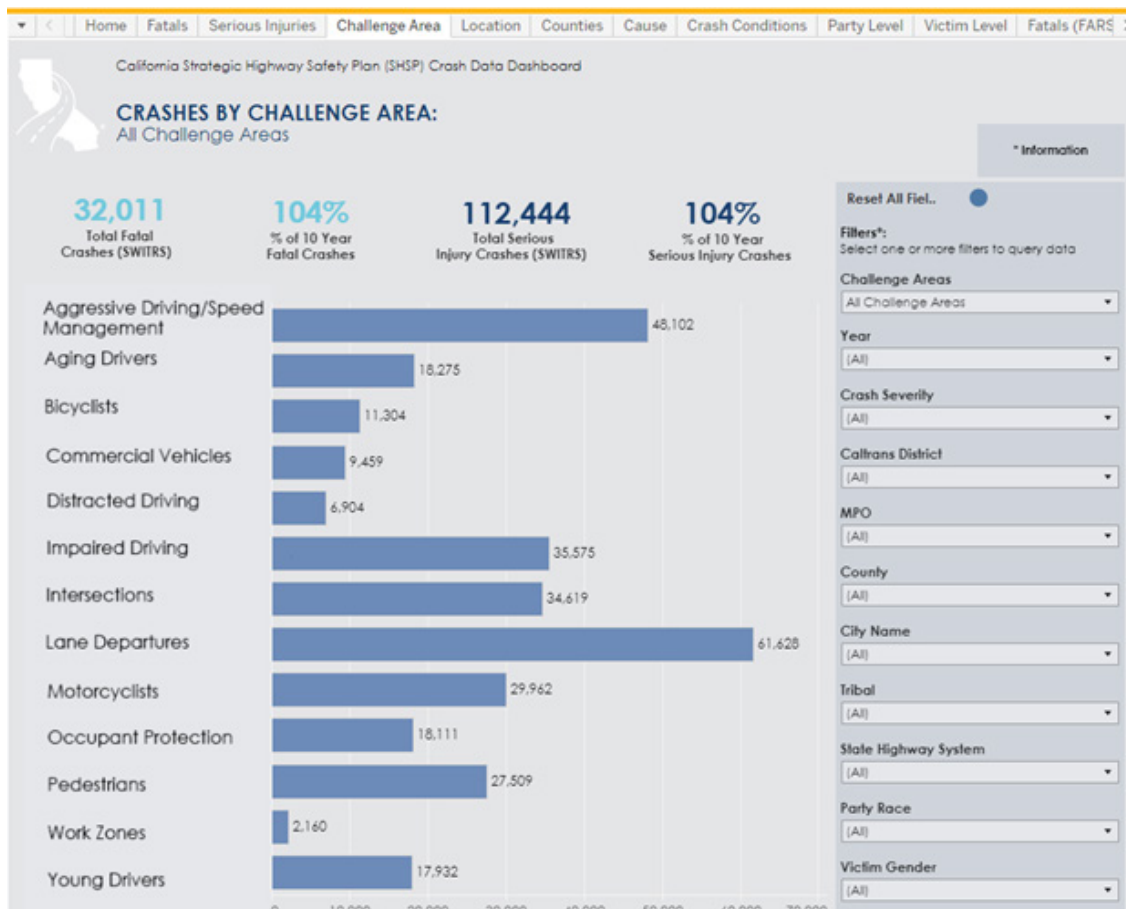 Home Fatals Serious Injuries Challenge Area Location Counties Cause Crash Conditions Party Level Victim Level Fatals (FARS
California Strategic Highway Safety Plan (SHSP) Crash Data Dashboard
CRASHES BY CHALLENGE AREA:
All Challenge Areas
* Information
32,011
Total Fatal
Crashes (SWITRS)
104%
% of 10 Year
Fatal Crashes
112,444
Total Serious
Injury Crashes (SWITRS)
104%
% of 10 Year
Serious Injury Crashes
Aggressive Driving/Speed
Management
48,102
Aging Drivers
18,275
Bicyclists
11,304
Commercial Vehicles
9,459
Distracted Driving
6,904
Impaired Driving
35,575
Intersections
34,619
Lane Departures
61,628
Motorcyclists
29,962
Occupant Protection
18,111
Pedestrians
27,509
Work Zones
2,160
Young Drivers
17,932
Reset All Fiel..
Filters*:
Select one or more filters to query data
Challenge Areas
All Challenge Areas
Year
(All)
Crash Severity
(All)
Caltrans District
(All)
MPO
(All)
County
(All)
City Name
(All)
Tribal
(All)
State Highway System
(All)
Party Race
(All)
Victim Gender
(All)